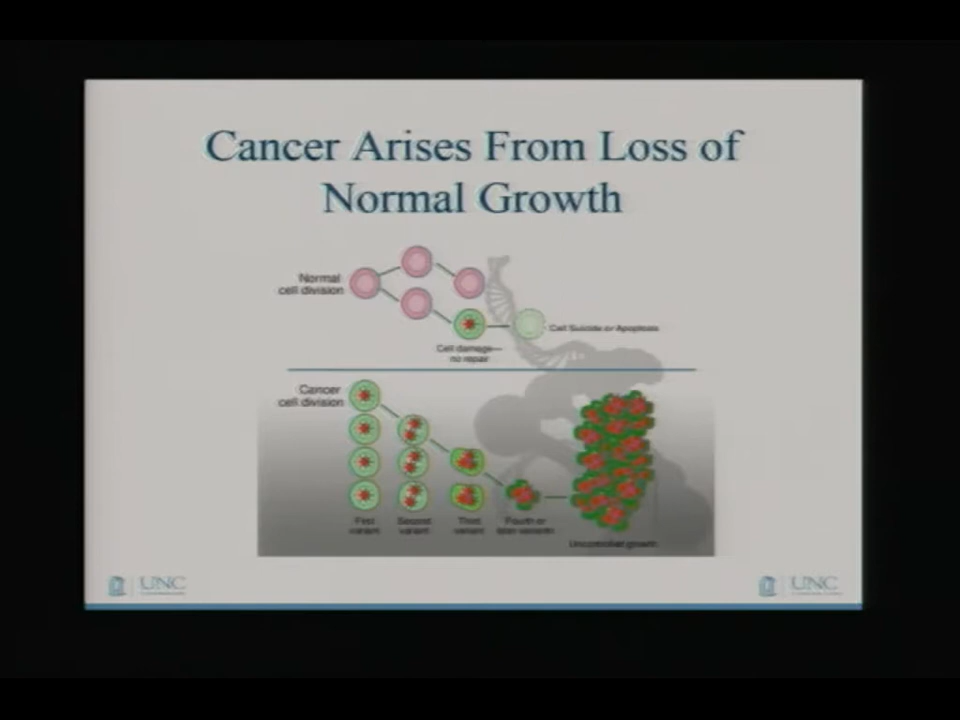 Cancer Arises From Loss of
Normal Growth
Normal
cell division
Cell Suicide or Apoptosis
Cell damage—
no repair
Cancer
cell division
First
variant
Second
variant
Third
variant
Fourth or
later variants
Uncontrolled growth
UNC
UNC